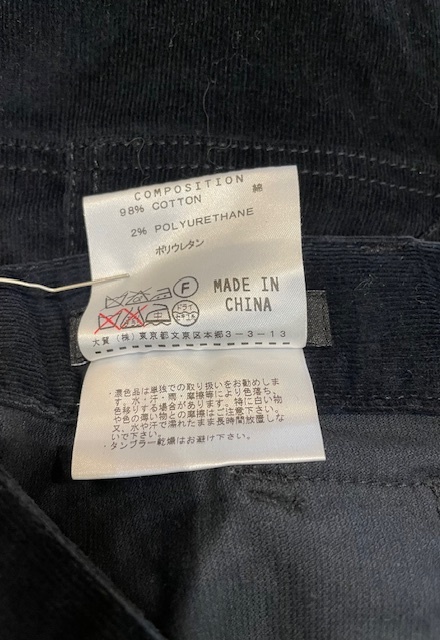 COMPOSITION
98% COTTON 綿
2% POLYURETHANE
ポリウレタン
F
MADE IN
CHINA
ドライ
大賀(株)東京都文京区本郷3-3-13
・濃色品は単独での取り扱いをお勧めしま
す。水・汗・雨・摩擦等により色落ち、
色移りする場合があります。特に白い物
や色の薄い物との摩擦はご注意下さい。
又、水や汗で濡れたまま長時間放置しな
いで下さい。
・タンブラー乾燥はお避け下さい。